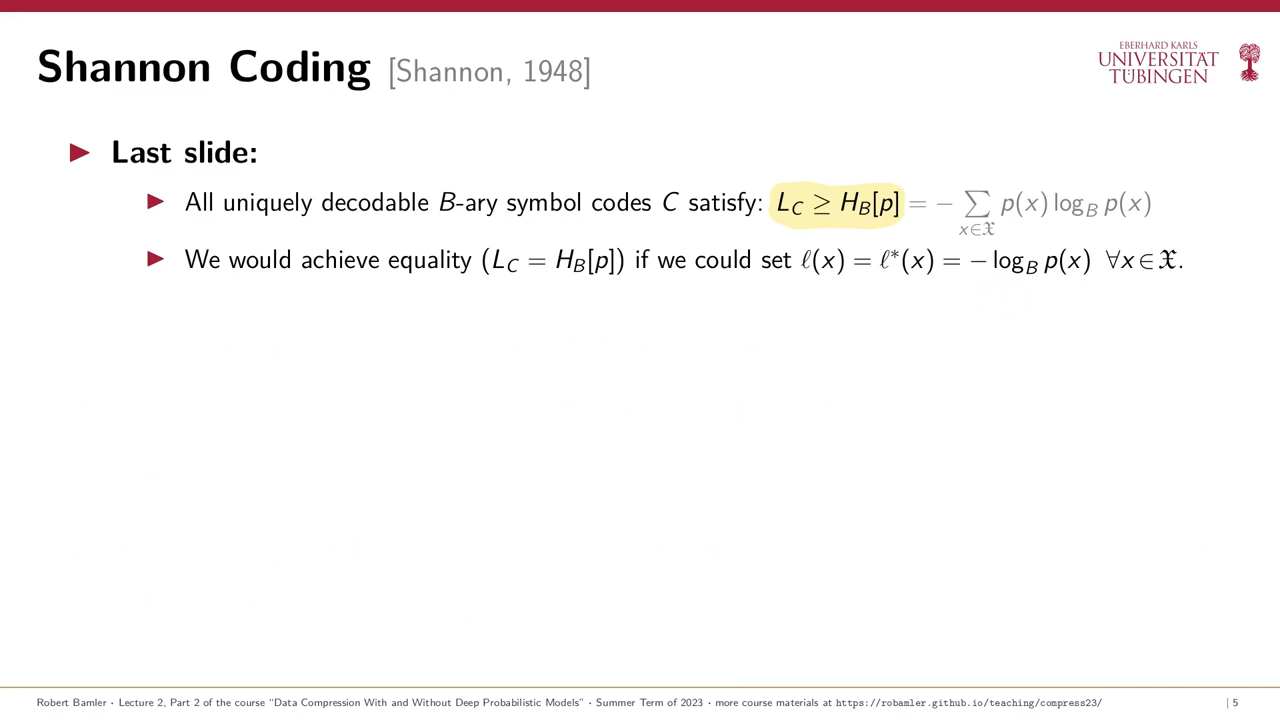 Shannon Coding [Shannon, 1948]
EBERHARD KARLS
UNIVERSITÄT
TÜBINGEN
▶ Last slide:
▶ All uniquely decodable B-ary symbol codes C satisfy: L_C ≥ H_B[p] = − ∑_{x∈𝔛} p(x) log_B p(x)
▶ We would achieve equality (L_C = H_B[p]) if we could set ℓ(x) = ℓ*(x) = − log_B p(x) ∀x ∈ 𝔛.
Robert Bamler · Lecture 2, Part 2 of the course “Data Compression With and Without Deep Probabilistic Models” · Summer Term of 2023 · more course materials at https://robamler.github.io/teaching/compress23/ | 5